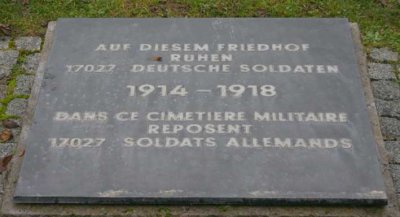 AUF DIESEM FRIEDHOF
RUHEN
17027 DEUTSCHE SOLDATEN
1914 – 1918
DANS CE CIMETIERE MILITAIRE
REPOSENT
17027 SOLDATS ALLEMANDS